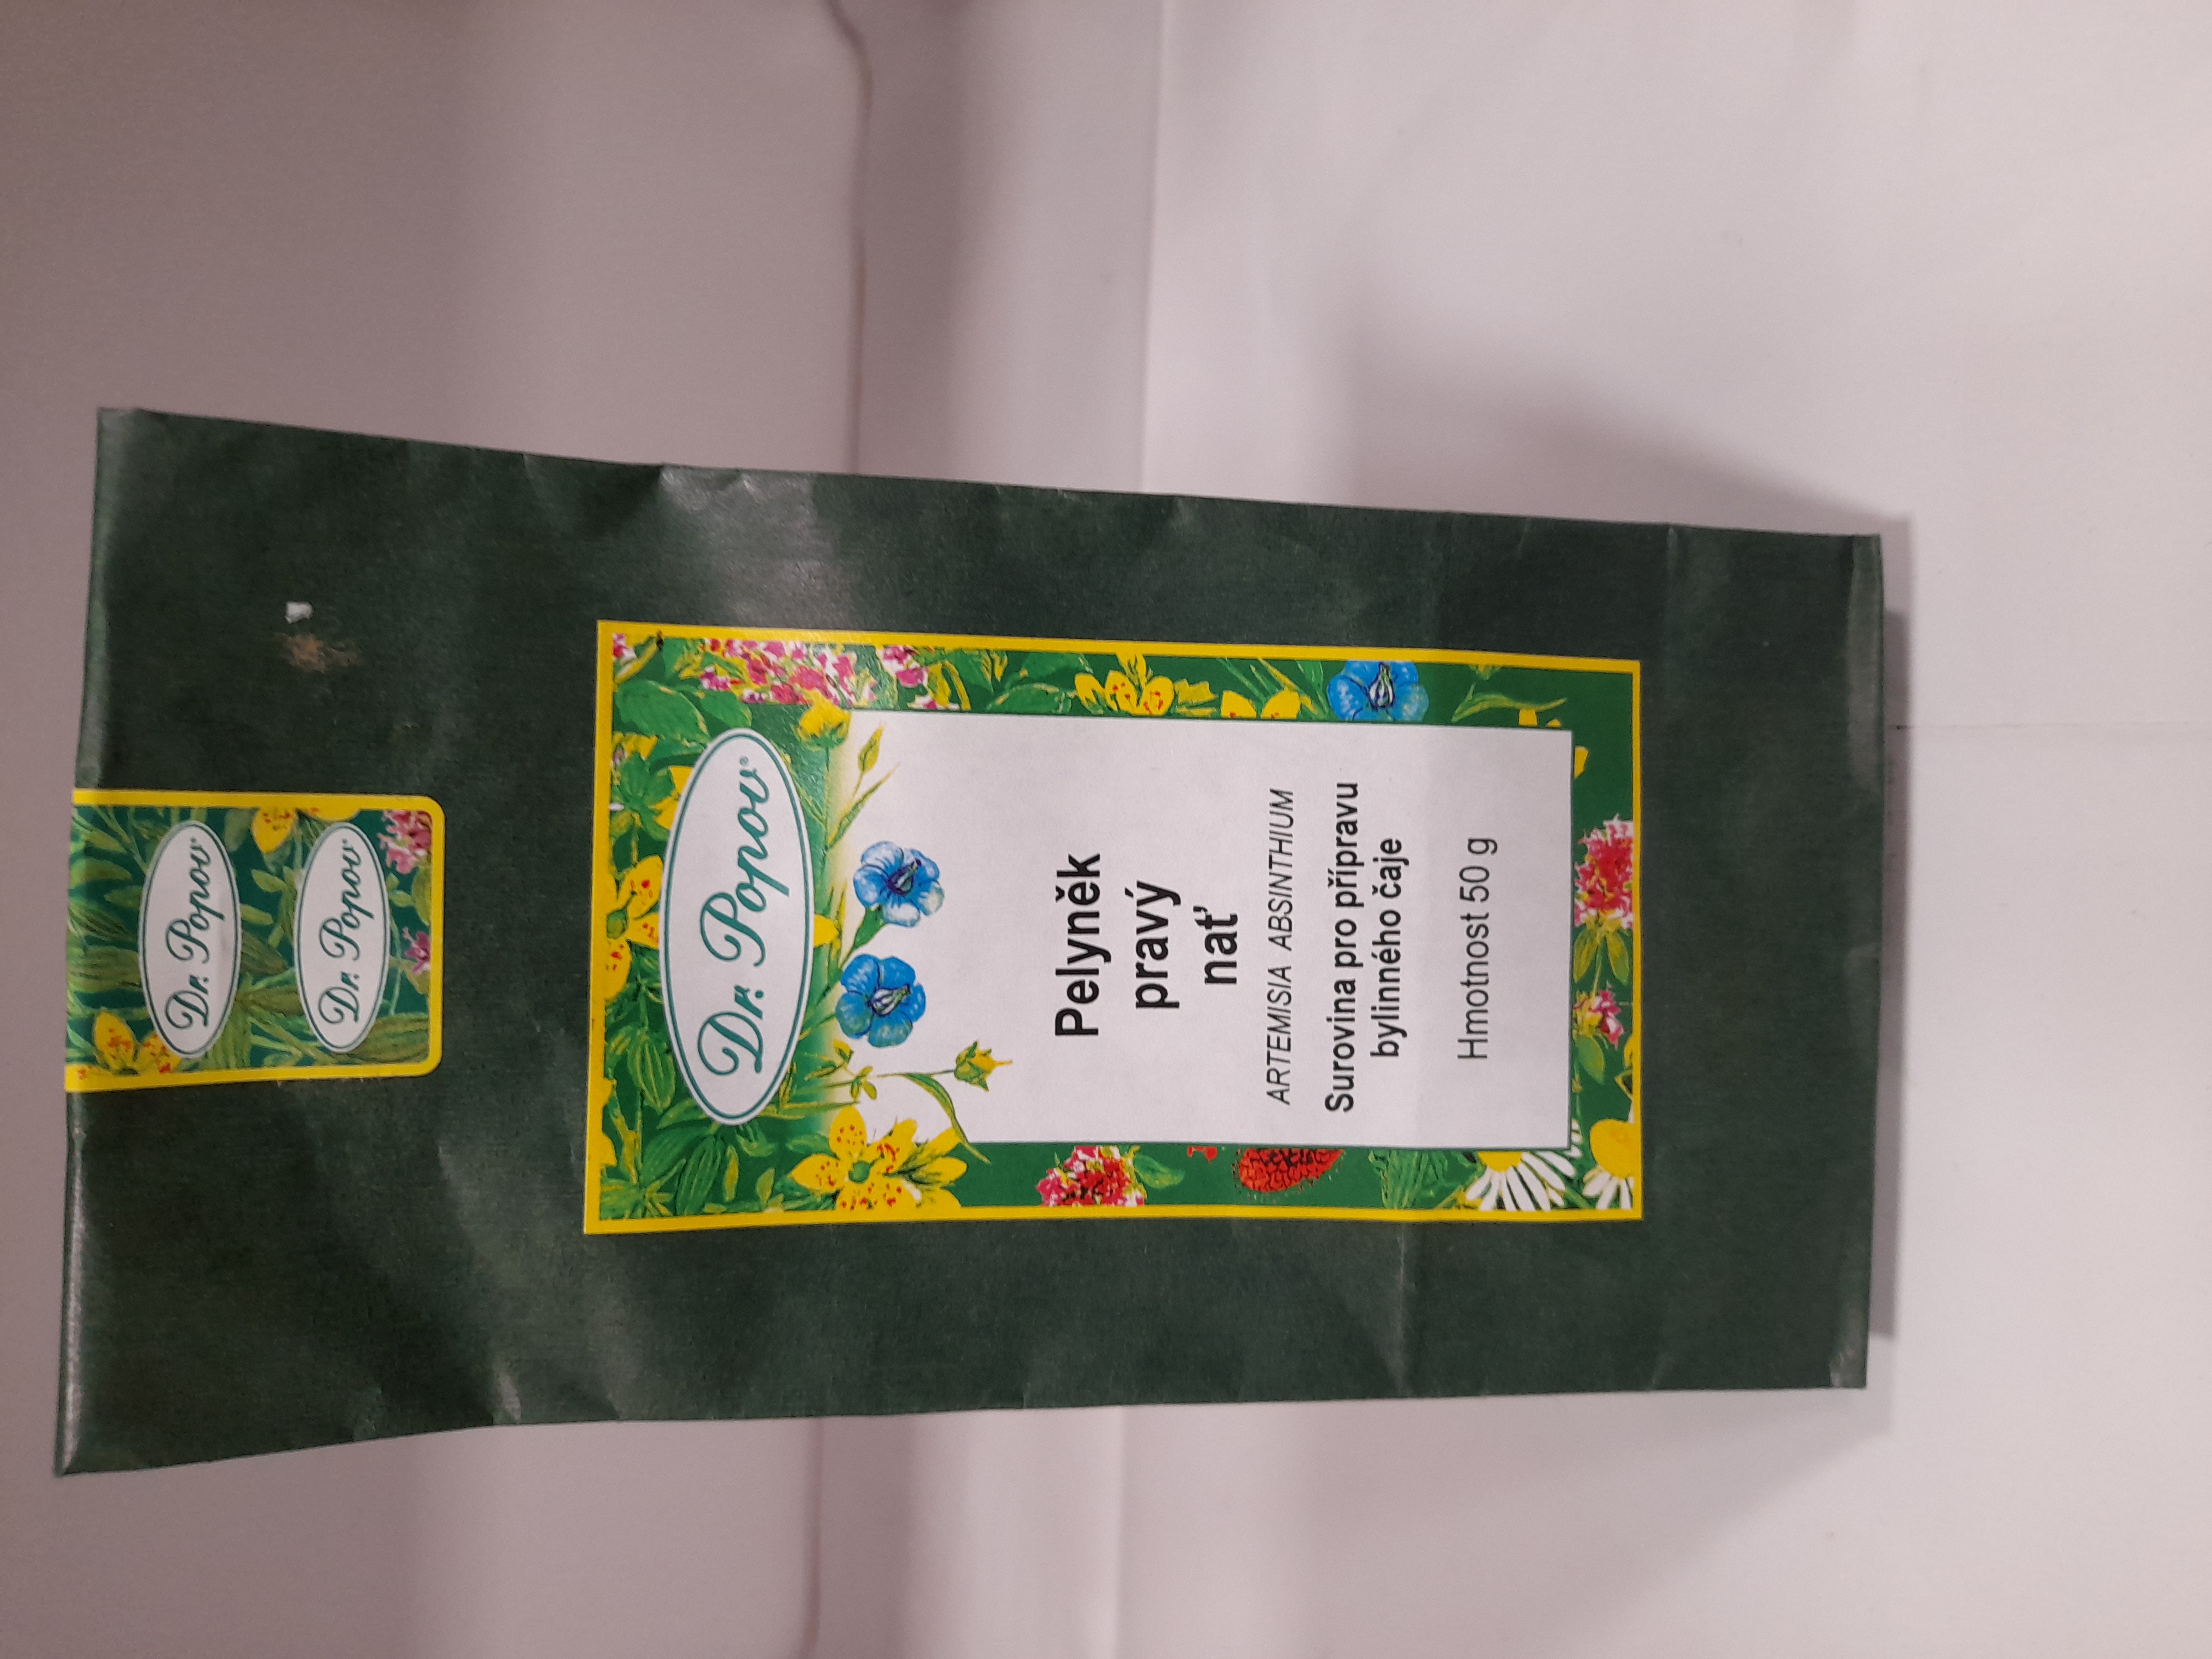 Dr. Popov
Dr. Popov
Dr. Popov®
Pelyněk
pravý
nať
ARTEMISIA ABSINTHIUM
Surovina pro přípravu
bylinného čaje
Hmotnost 50 g